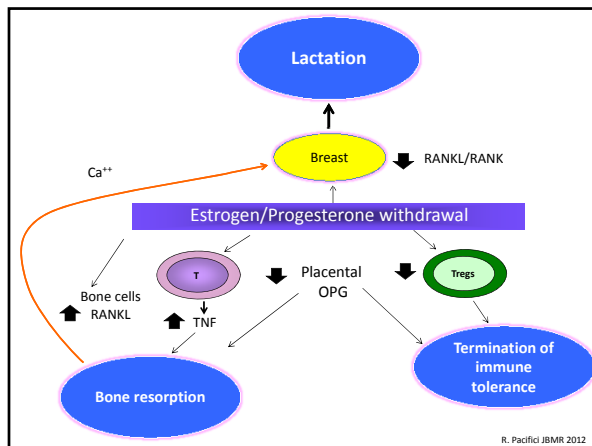 Lactation
Breast
RANKL/RANK
Ca++
Estrogen/Progesterone withdrawal
T
Placental
OPG
Tregs
Bone cells
RANKL
TNF
Bone resorption
Termination of
immune
tolerance
R. Pacifici JBMR 2012